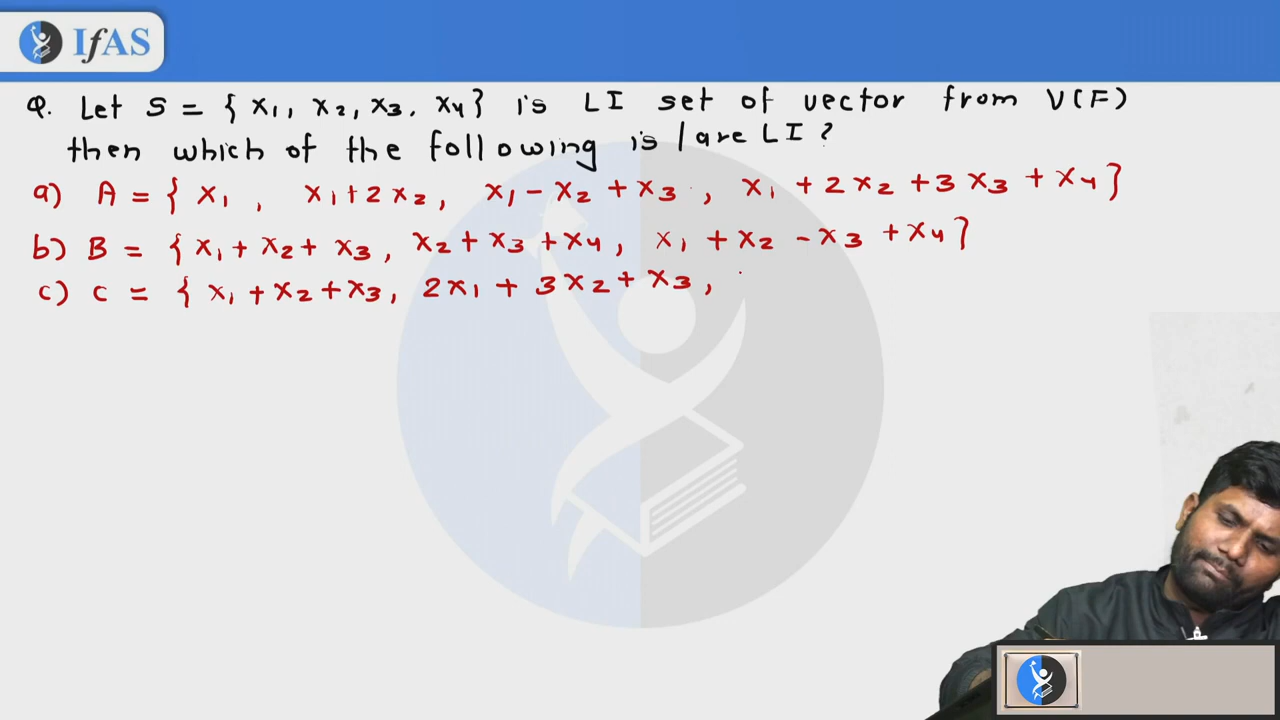 IfAS
Q. Let S = { x₁, x₂, x₃, x₄ } is LI set of vector from V(F)
then which of the following is/are LI?
a) A = { x₁ , x₁+2x₂, x₁-x₂+x₃ , x₁+2x₂+3x₃+x₄}
b) B = {x₁+x₂+x₃, x₂+x₃+x₄, x₁+x₂-x₃+x₄}
c) C = { x₁+x₂+x₃, 2x₁+3x₂+x₃,